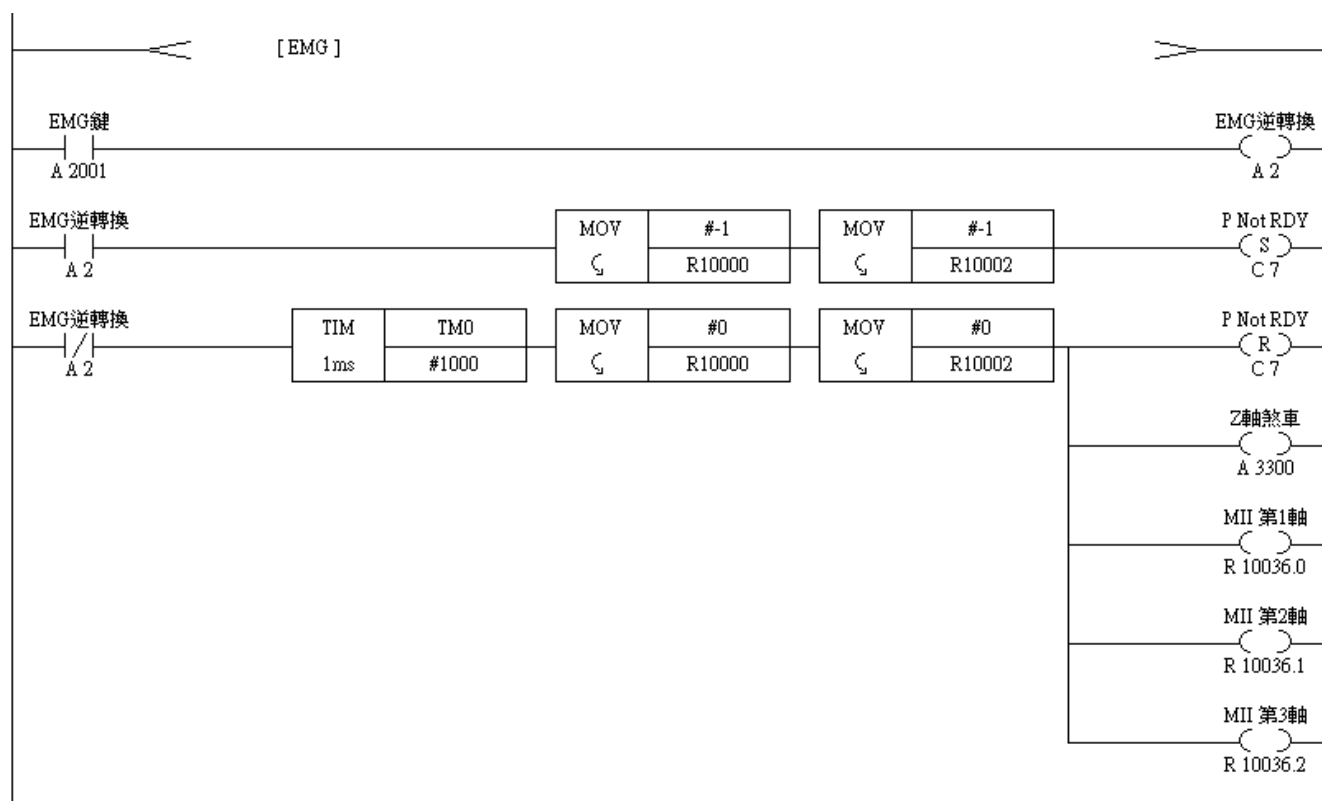 [ EMG ]
EMG鍵
A 2001
EMG逆轉換
A 2
EMG逆轉換
A 2
MOV #-1
R10000
MOV #-1
R10002
P Not RDY
S
C 7
EMG逆轉換
A 2
TIM TM0
1ms #1000
MOV #0
R10000
MOV #0
R10002
P Not RDY
R
C 7
Z軸煞車
A 3300
MII 第1軸
R 10036.0
MII 第2軸
R 10036.1
MII 第3軸
R 10036.2